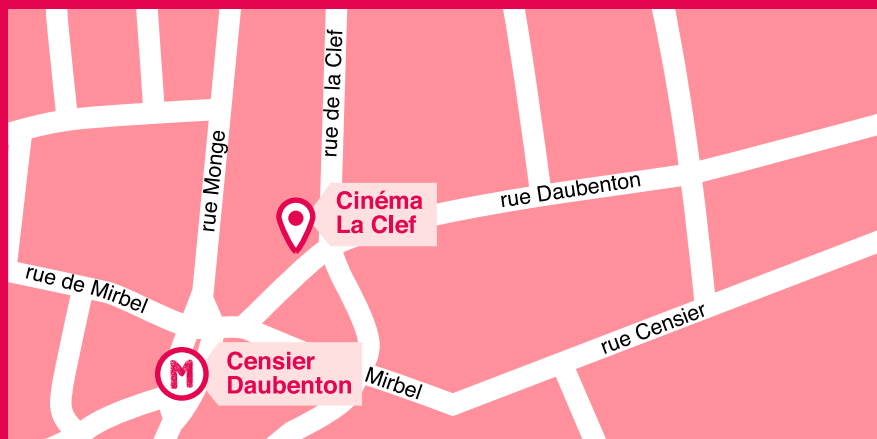 rue de la Clef
rue Monge
Cinéma
La Clef
rue Daubenton
rue de Mirbel
rue Censier
M
Censier
Daubenton
Mirbel